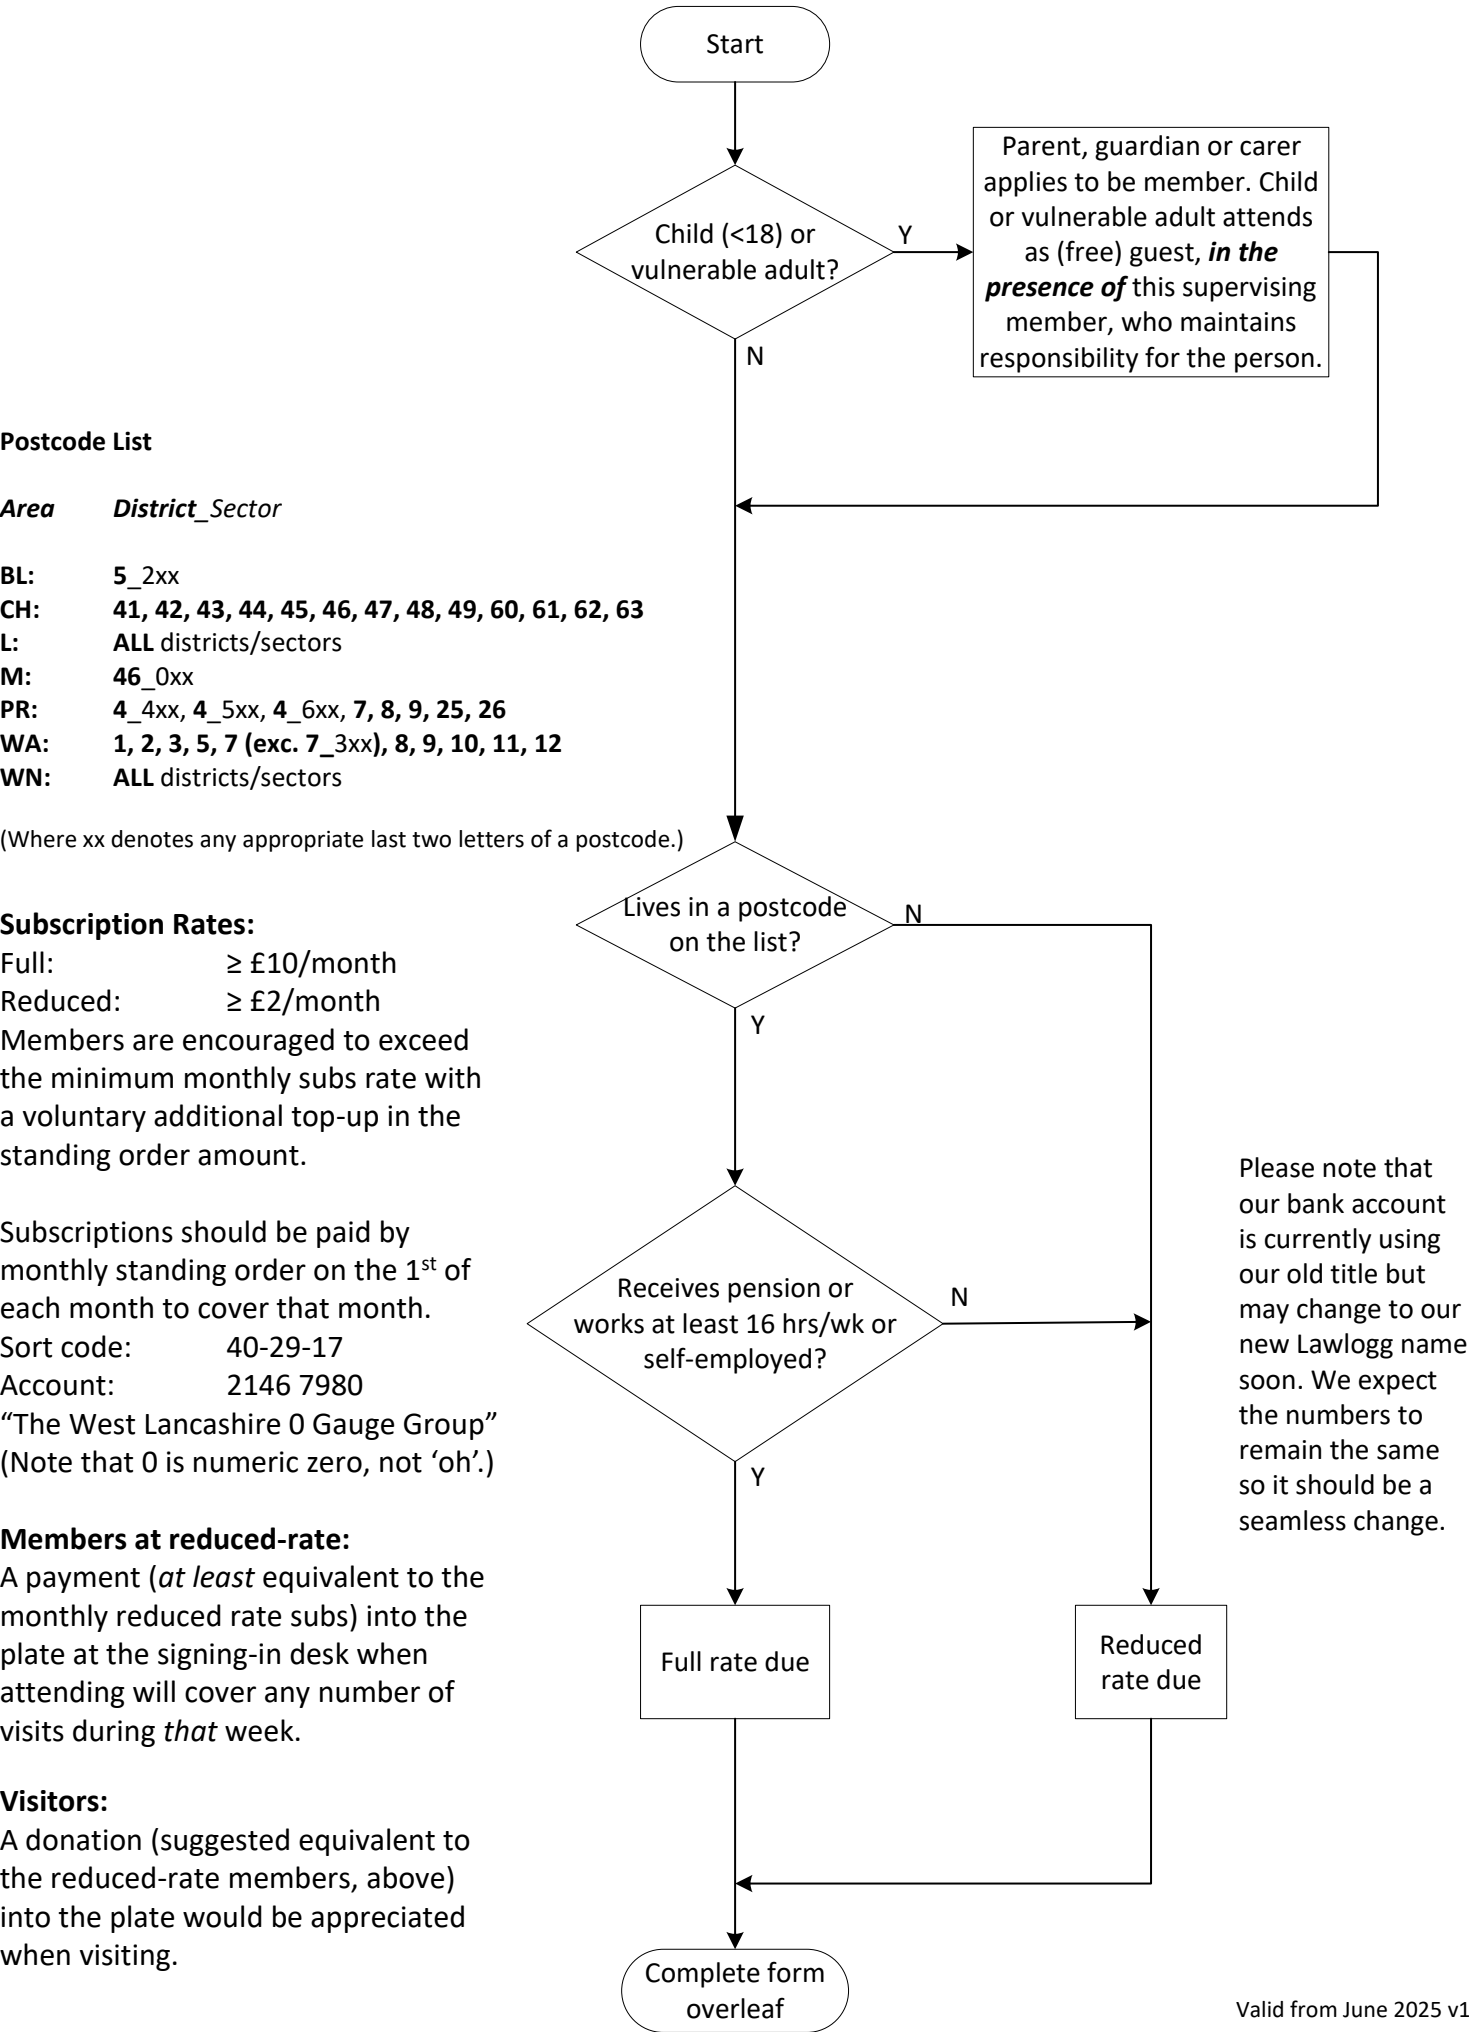 Start
Child (<18) or
vulnerable adult?
Y
N
Parent, guardian or carer
applies to be member. Child
or vulnerable adult attends
as (free) guest, in the
presence of this supervising
member, who maintains
responsibility for the person.
Postcode List
Area District_Sector
BL: 5_2xx
CH: 41, 42, 43, 44, 45, 46, 47, 48, 49, 60, 61, 62, 63
L: ALL districts/sectors
M: 46_0xx
PR: 4_4xx, 4_5xx, 4_6xx, 7, 8, 9, 25, 26
WA: 1, 2, 3, 5, 7 (exc. 7_3xx), 8, 9, 10, 11, 12
WN: ALL districts/sectors
(Where xx denotes any appropriate last two letters of a postcode.)
Lives in a postcode
on the list?
N
Y
Subscription Rates:
Full: ≥ £10/month
Reduced: ≥ £2/month
Members are encouraged to exceed
the minimum monthly subs rate with
a voluntary additional top-up in the
standing order amount.
Subscriptions should be paid by
monthly standing order on the 1st of
each month to cover that month.
Sort code: 40-29-17
Account: 2146 7980
“The West Lancashire 0 Gauge Group”
(Note that 0 is numeric zero, not ‘oh’.)
Receives pension or
works at least 16 hrs/wk or
self-employed?
N
Y
Please note that
our bank account
is currently using
our old title but
may change to our
new Lawlogg name
soon. We expect
the numbers to
remain the same
so it should be a
seamless change.
Members at reduced-rate:
A payment (at least equivalent to the
monthly reduced rate subs) into the
plate at the signing-in desk when
attending will cover any number of
visits during that week.
Full rate due
Reduced
rate due
Visitors:
A donation (suggested equivalent to
the reduced-rate members, above)
into the plate would be appreciated
when visiting.
Complete form
overleaf
Valid from June 2025 v1